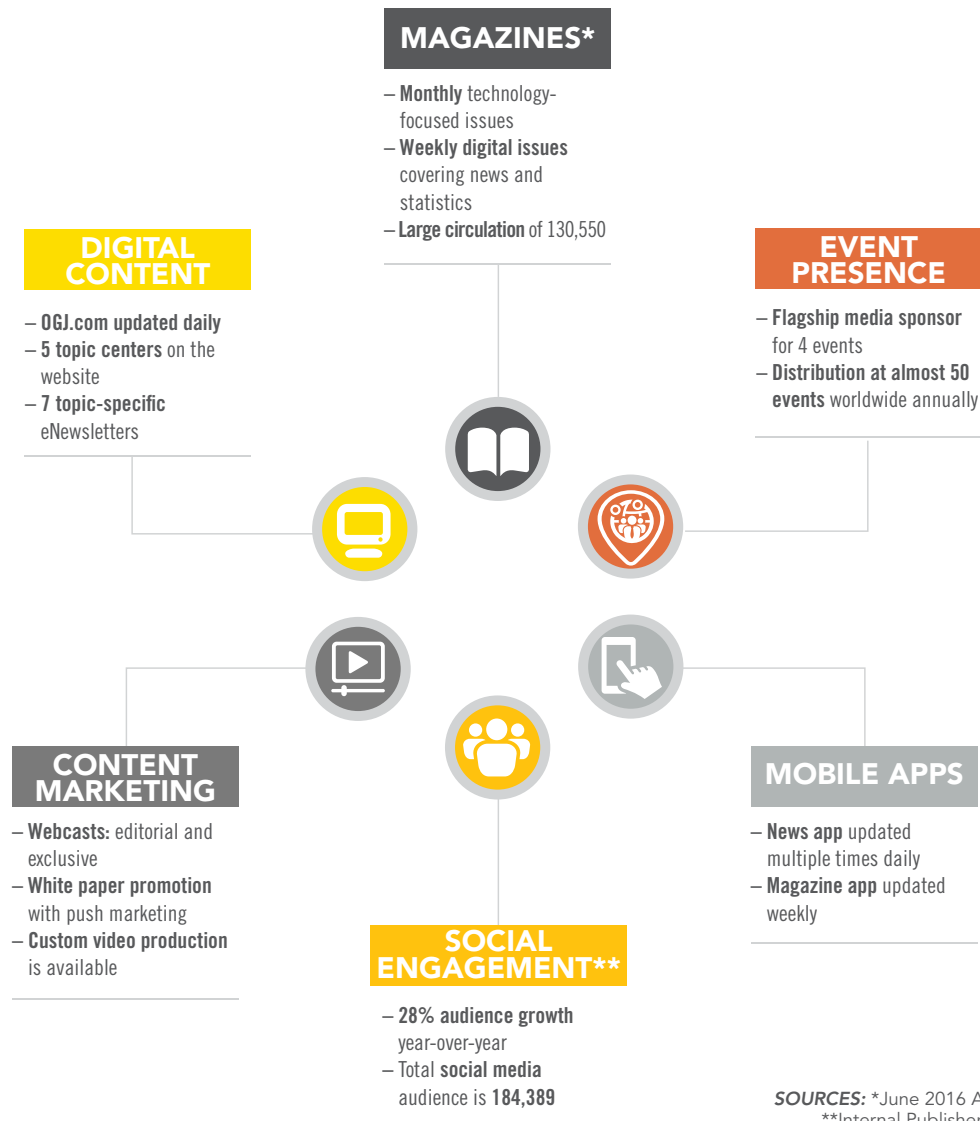 MAGAZINES*
– Monthly technology-
focused issues
– Weekly digital issues
covering news and
statistics
– Large circulation of 130,550
DIGITAL
CONTENT
– OGJ.com updated daily
– 5 topic centers on the
website
– 7 topic-specific
eNewsletters
EVENT
PRESENCE
– Flagship media sponsor
for 4 events
– Distribution at almost 50
events worldwide annually
CONTENT
MARKETING
– Webcasts: editorial and
exclusive
– White paper promotion
with push marketing
– Custom video production
is available
SOCIAL
ENGAGEMENT**
– 28% audience growth
year-over-year
– Total social media
audience is 184,389
MOBILE APPS
– News app updated
multiple times daily
– Magazine app updated
weekly
SOURCES: *June 2016 A
**Internal Publisher